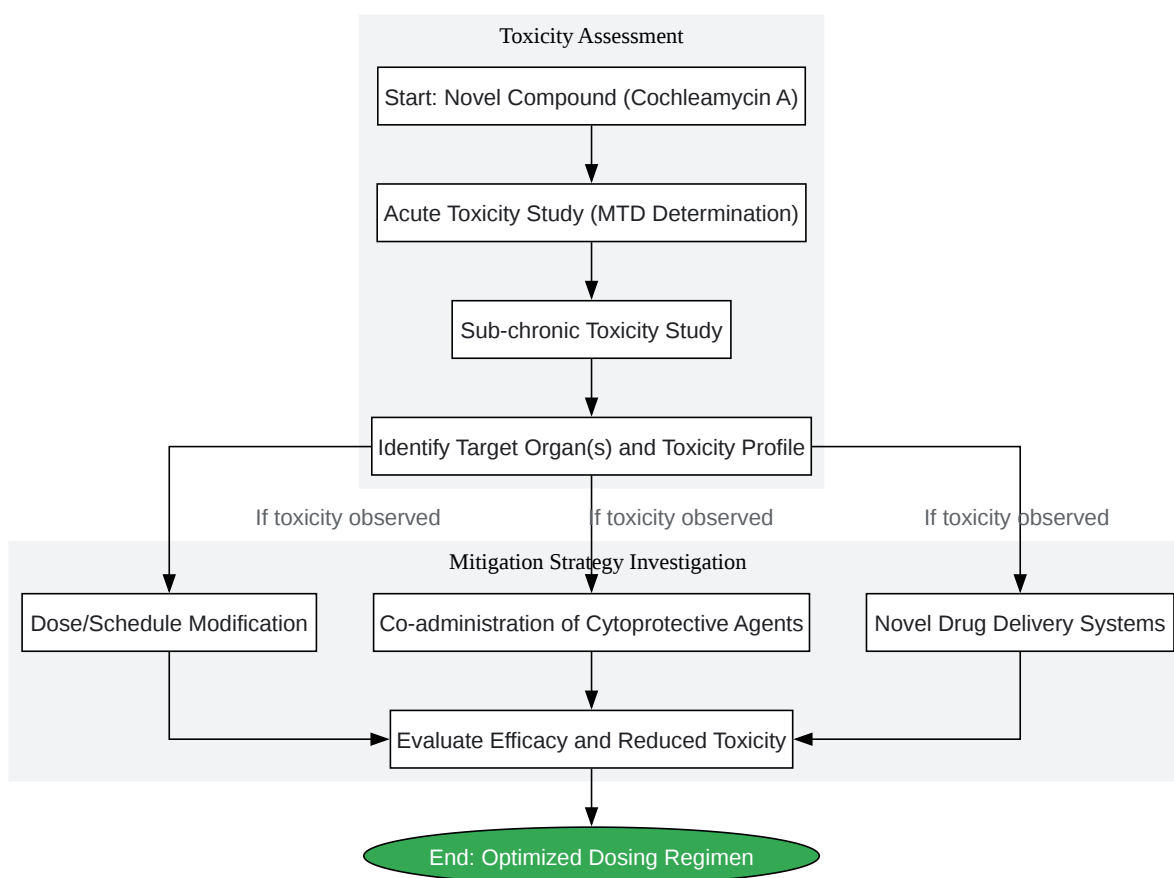 Toxicity Assessment
Start: Novel Compound (Cochleamycin A)
Acute Toxicity Study (MTD Determination)
Sub-chronic Toxicity Study
Identify Target Organ(s) and Toxicity Profile
If toxicity observed
If toxicity observed
If toxicity observed
Mitigation Strategy Investigation
Dose/Schedule Modification
Co-administration of Cytoprotective Agents
Novel Drug Delivery Systems
Evaluate Efficacy and Reduced Toxicity
End: Optimized Dosing Regimen